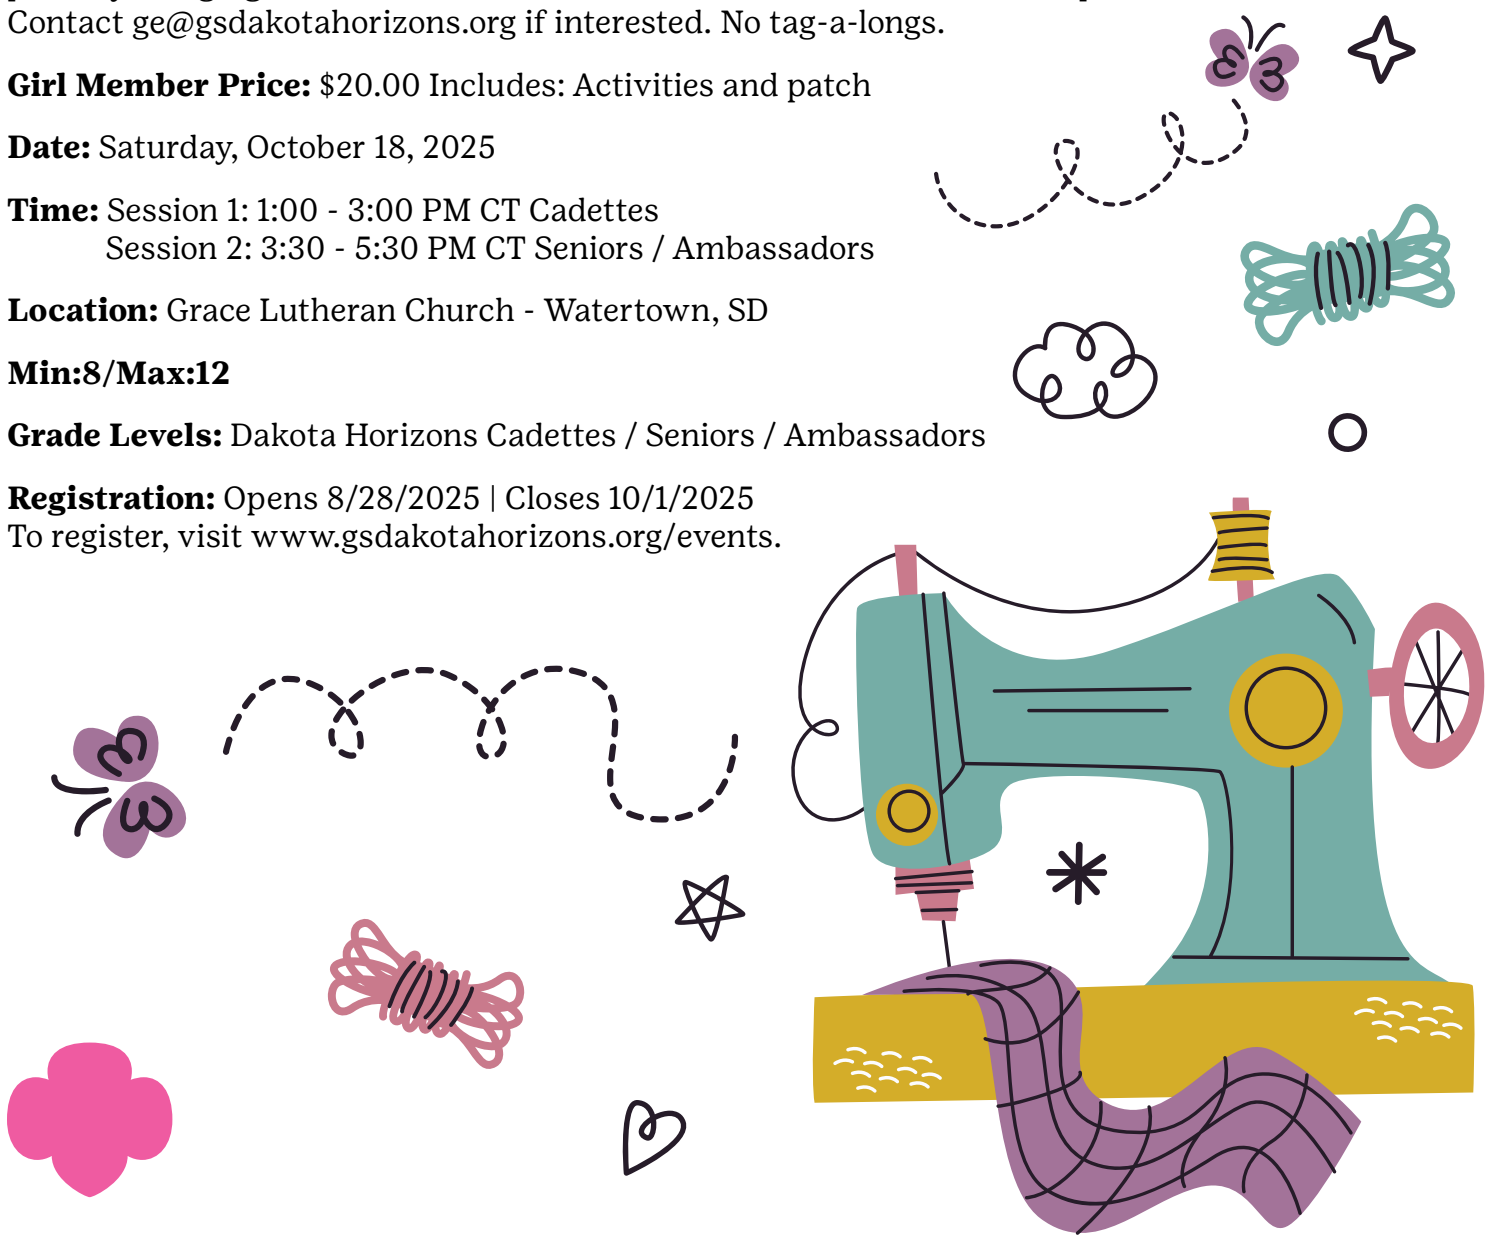 Contact ge@gsdakotahorizons.org if interested. No tag-a-longs.
Girl Member Price: $20.00 Includes: Activities and patch
Date: Saturday, October 18, 2025
Time: Session 1: 1:00 - 3:00 PM CT Cadettes
Session 2: 3:30 - 5:30 PM CT Seniors / Ambassadors
Location: Grace Lutheran Church - Watertown, SD
Min:8/Max:12
Grade Levels: Dakota Horizons Cadettes / Seniors / Ambassadors
Registration: Opens 8/28/2025 | Closes 10/1/2025
To register, visit www.gsdakotahorizons.org/events.